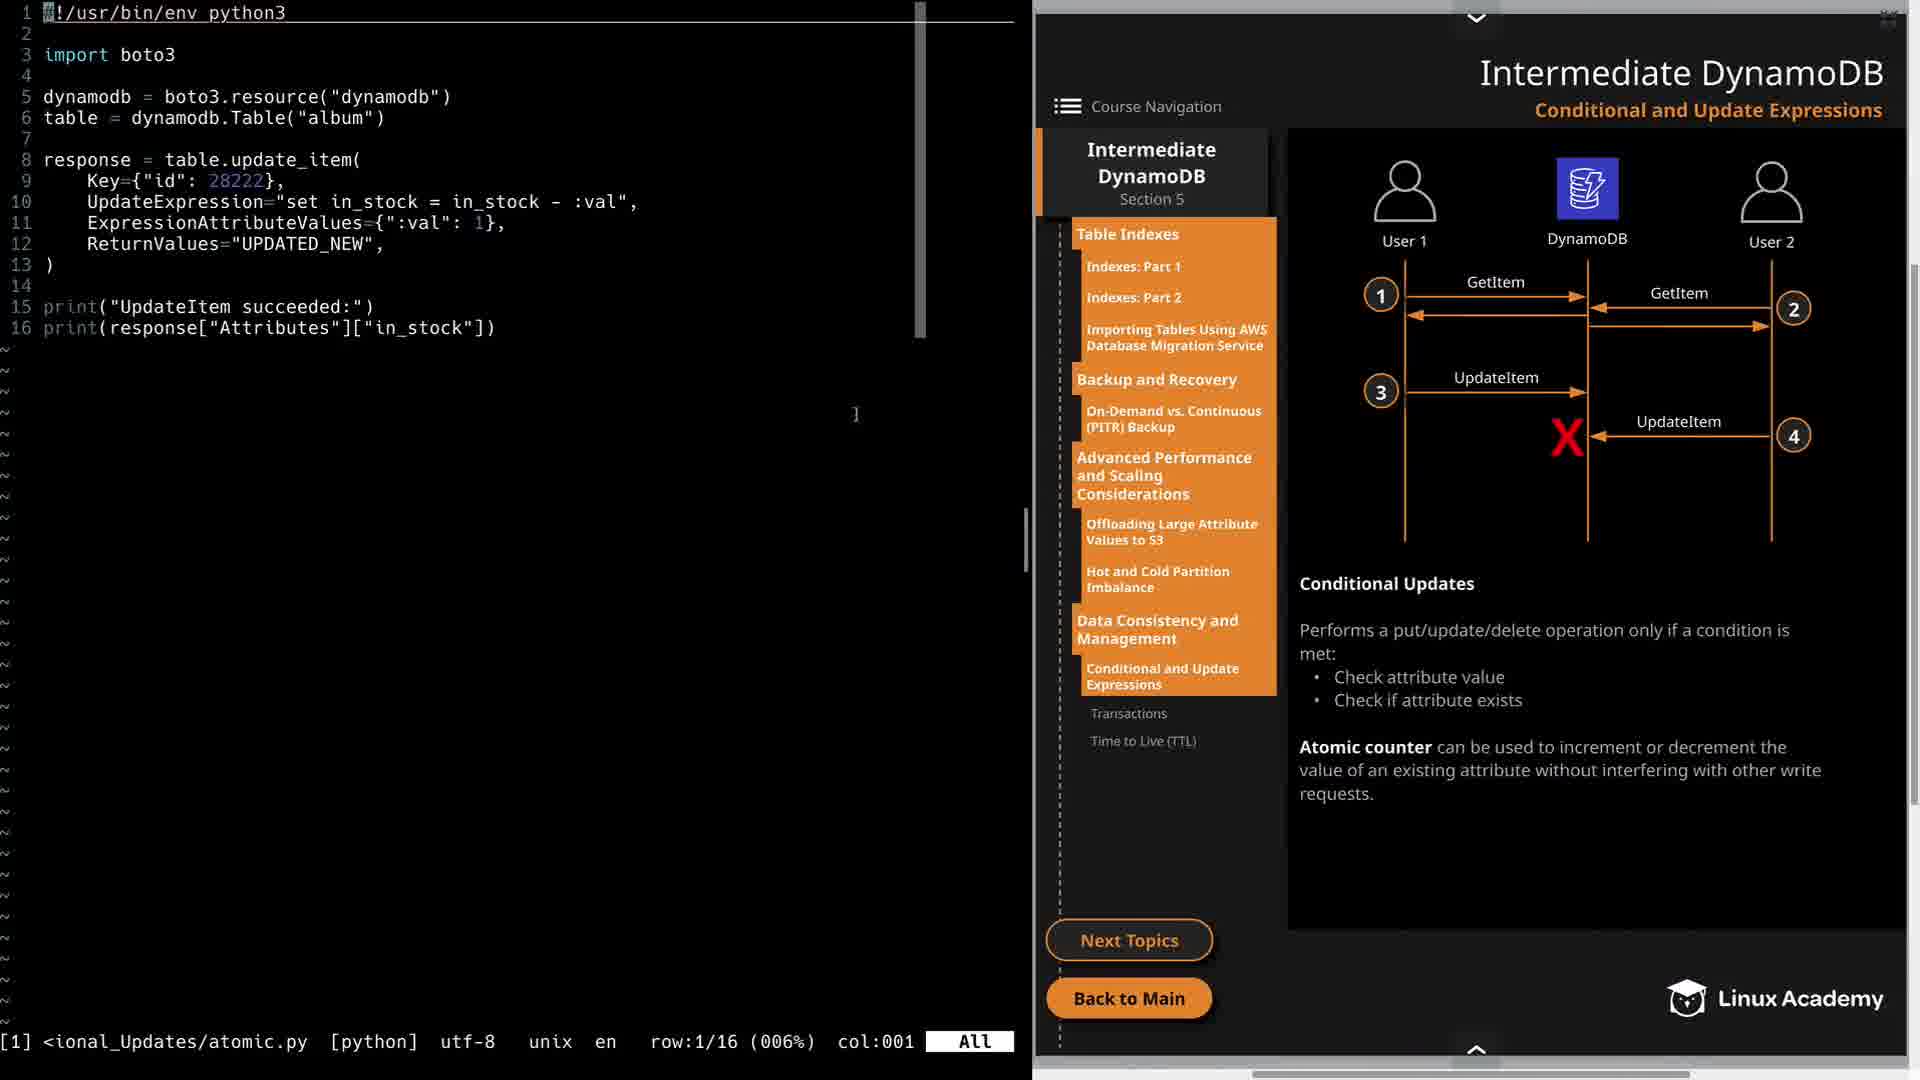 1 #!/usr/bin/env python3
2
3 import boto3
4
5 dynamodb = boto3.resource("dynamodb")
6 table = dynamodb.Table("album")
7
8 response = table.update_item(
9     Key={"id": 28222},
10     UpdateExpression="set in_stock = in_stock - :val",
11     ExpressionAttributeValues={":val": 1},
12     ReturnValues="UPDATED_NEW",
13 )
14
15 print("UpdateItem succeeded:")
16 print(response["Attributes"]["in_stock"])
[1] <ional_Updates/atomic.py [python] utf-8 unix en row:1/16 (006%) col:001 All
Intermediate DynamoDB
Conditional and Update Expressions
Course Navigation
Intermediate
DynamoDB
Section 5
Table Indexes
Indexes: Part 1
Indexes: Part 2
Importing Tables Using AWS
Database Migration Service
Backup and Recovery
On-Demand vs. Continuous
(PITR) Backup
Advanced Performance
and Scaling
Considerations
Offloading Large Attribute
Values to S3
Hot and Cold Partition
Imbalance
Data Consistency and
Management
Conditional and Update
Expressions
Transactions
Time to Live (TTL)
Next Topics
Back to Main
User 1
DynamoDB
User 2
1
GetItem
GetItem
2
3
UpdateItem
X
UpdateItem
4
Conditional Updates
Performs a put/update/delete operation only if a condition is
met:
• Check attribute value
• Check if attribute exists
Atomic counter can be used to increment or decrement the
value of an existing attribute without interfering with other write
requests.
Linux Academy